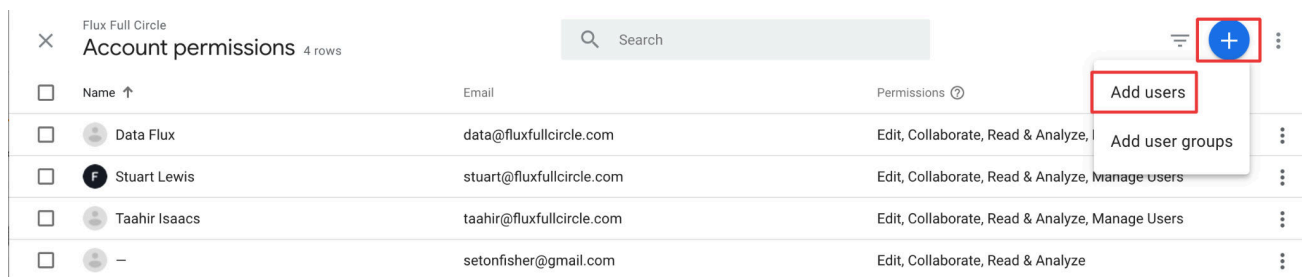 Flux Full Circle
Account permissions 4 rows
Search
Name
Email
Permissions
Add users
Add user groups
Data Flux
data@fluxfullcircle.com
Edit, Collaborate, Read & Analyze,
F
Stuart Lewis
stuart@fluxfullcircle.com
Edit, Collaborate, Read & Analyze, Manage Users
Taahir Isaacs
taahir@fluxfullcircle.com
Edit, Collaborate, Read & Analyze, Manage Users
–
setonfisher@gmail.com
Edit, Collaborate, Read & Analyze